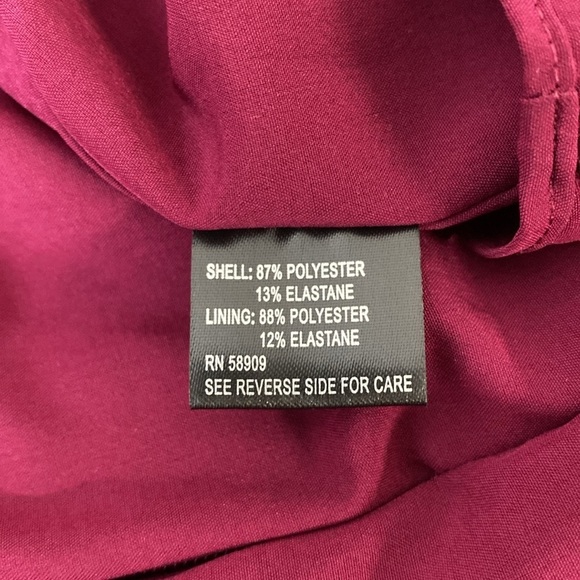 SHELL: 87% POLYESTER
13% ELASTANE
LINING: 88% POLYESTER
12% ELASTANE
RN 58909
SEE REVERSE SIDE FOR CARE